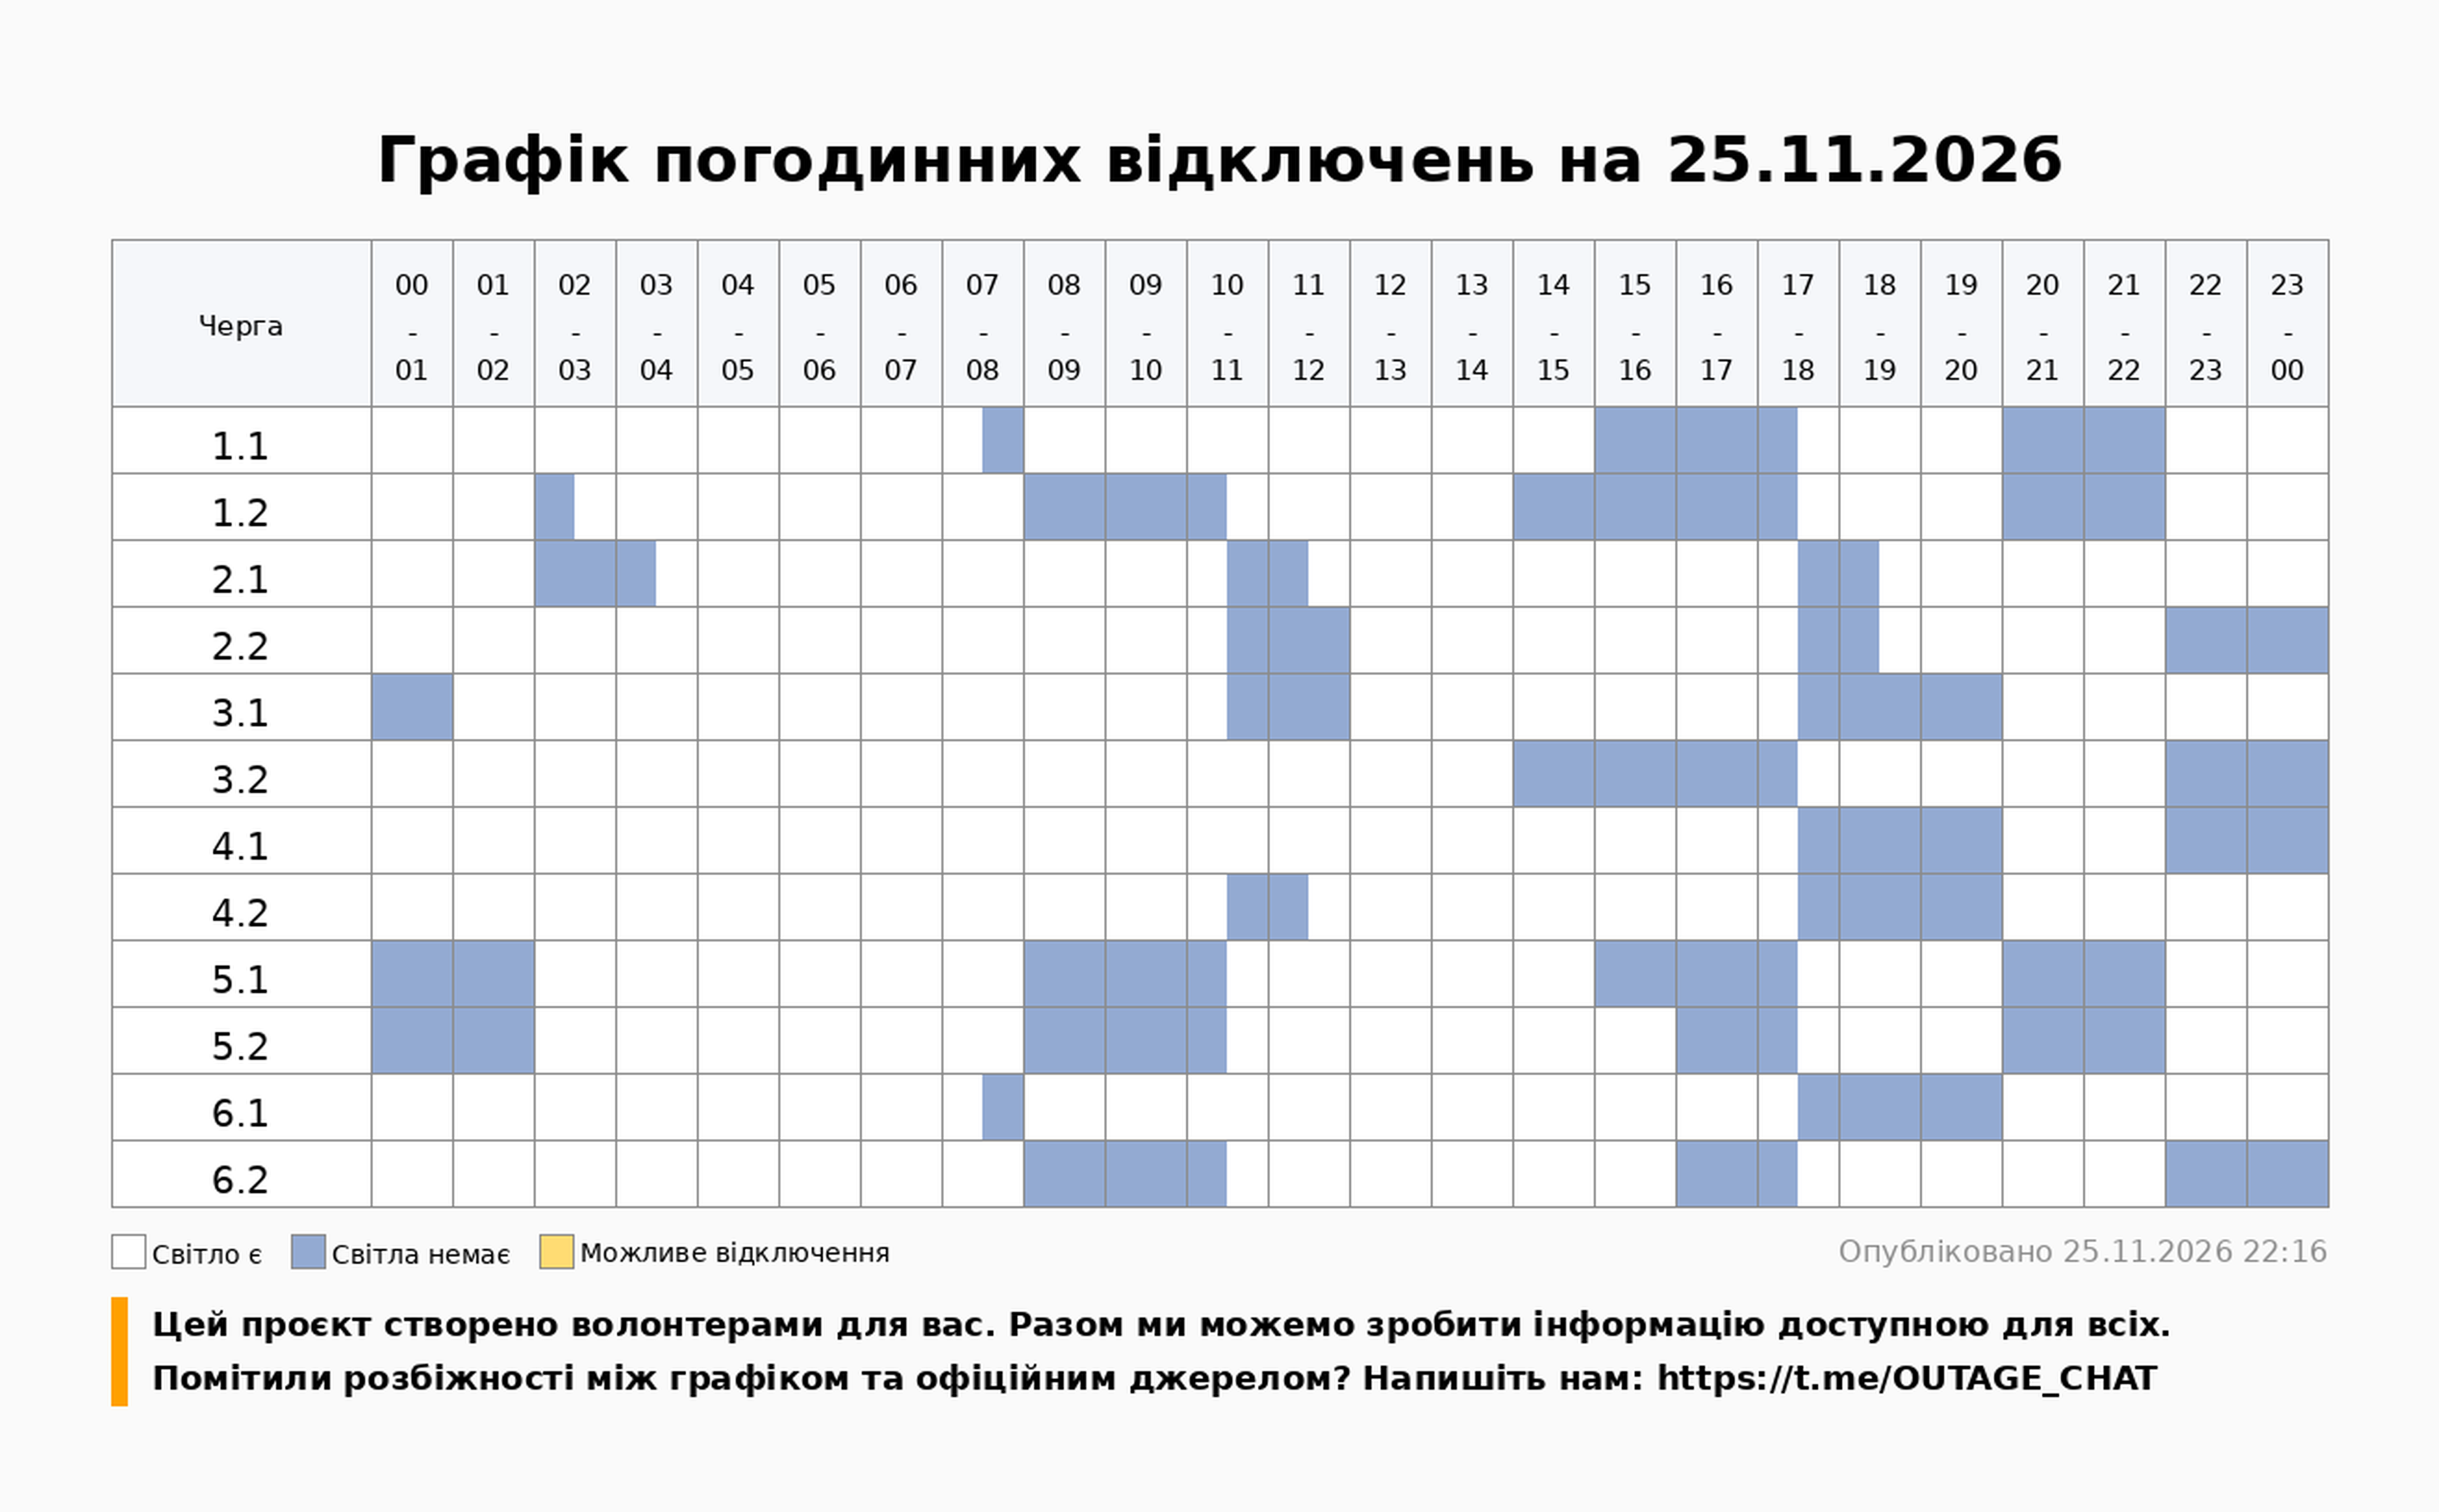 Графік погодинних відключень на 25.11.2026
Черга 00 - 01 01 - 02 02 - 03 03 - 04 04 - 05 05 - 06 06 - 07 07 - 08 08 - 09 09 - 10 10 - 11 11 - 12 12 - 13 13 - 14 14 - 15 15 - 16 16 - 17 17 - 18 18 - 19 19 - 20 20 - 21 21 - 22 22 - 23 23 - 00
1.1
1.2
2.1
2.2
3.1
3.2
4.1
4.2
5.1
5.2
6.1
6.2
Світло є Світла немає Можливе відключення Опубліковано 25.11.2026 22:16
Цей проєкт створено волонтерами для вас. Разом ми можемо зробити інформацію доступною для всіх.
Помітили розбіжності між графіком та офіційним джерелом? Напишіть нам: https://t.me/OUTAGE_CHAT